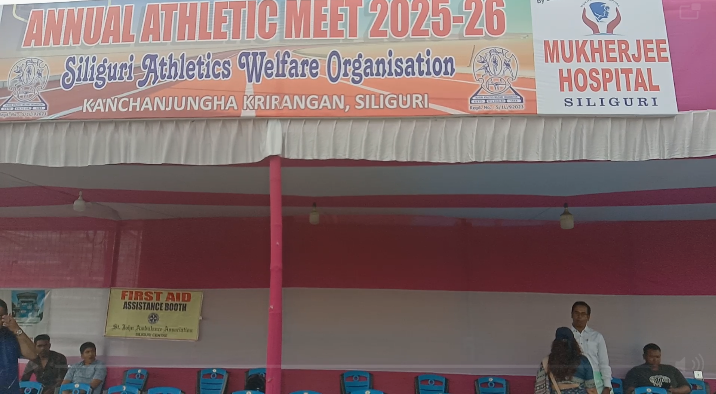 ANNUAL ATHLETIC MEET 2025-26
Siliguri Athletics Welfare Organisation
KANCHANJUNGHA KRIRANGAN, SILIGURI
MUKHERJEE
HOSPITAL
SILIGURI
FIRST AID
ASSISTANCE BOOTH
St. John Ambulance Association